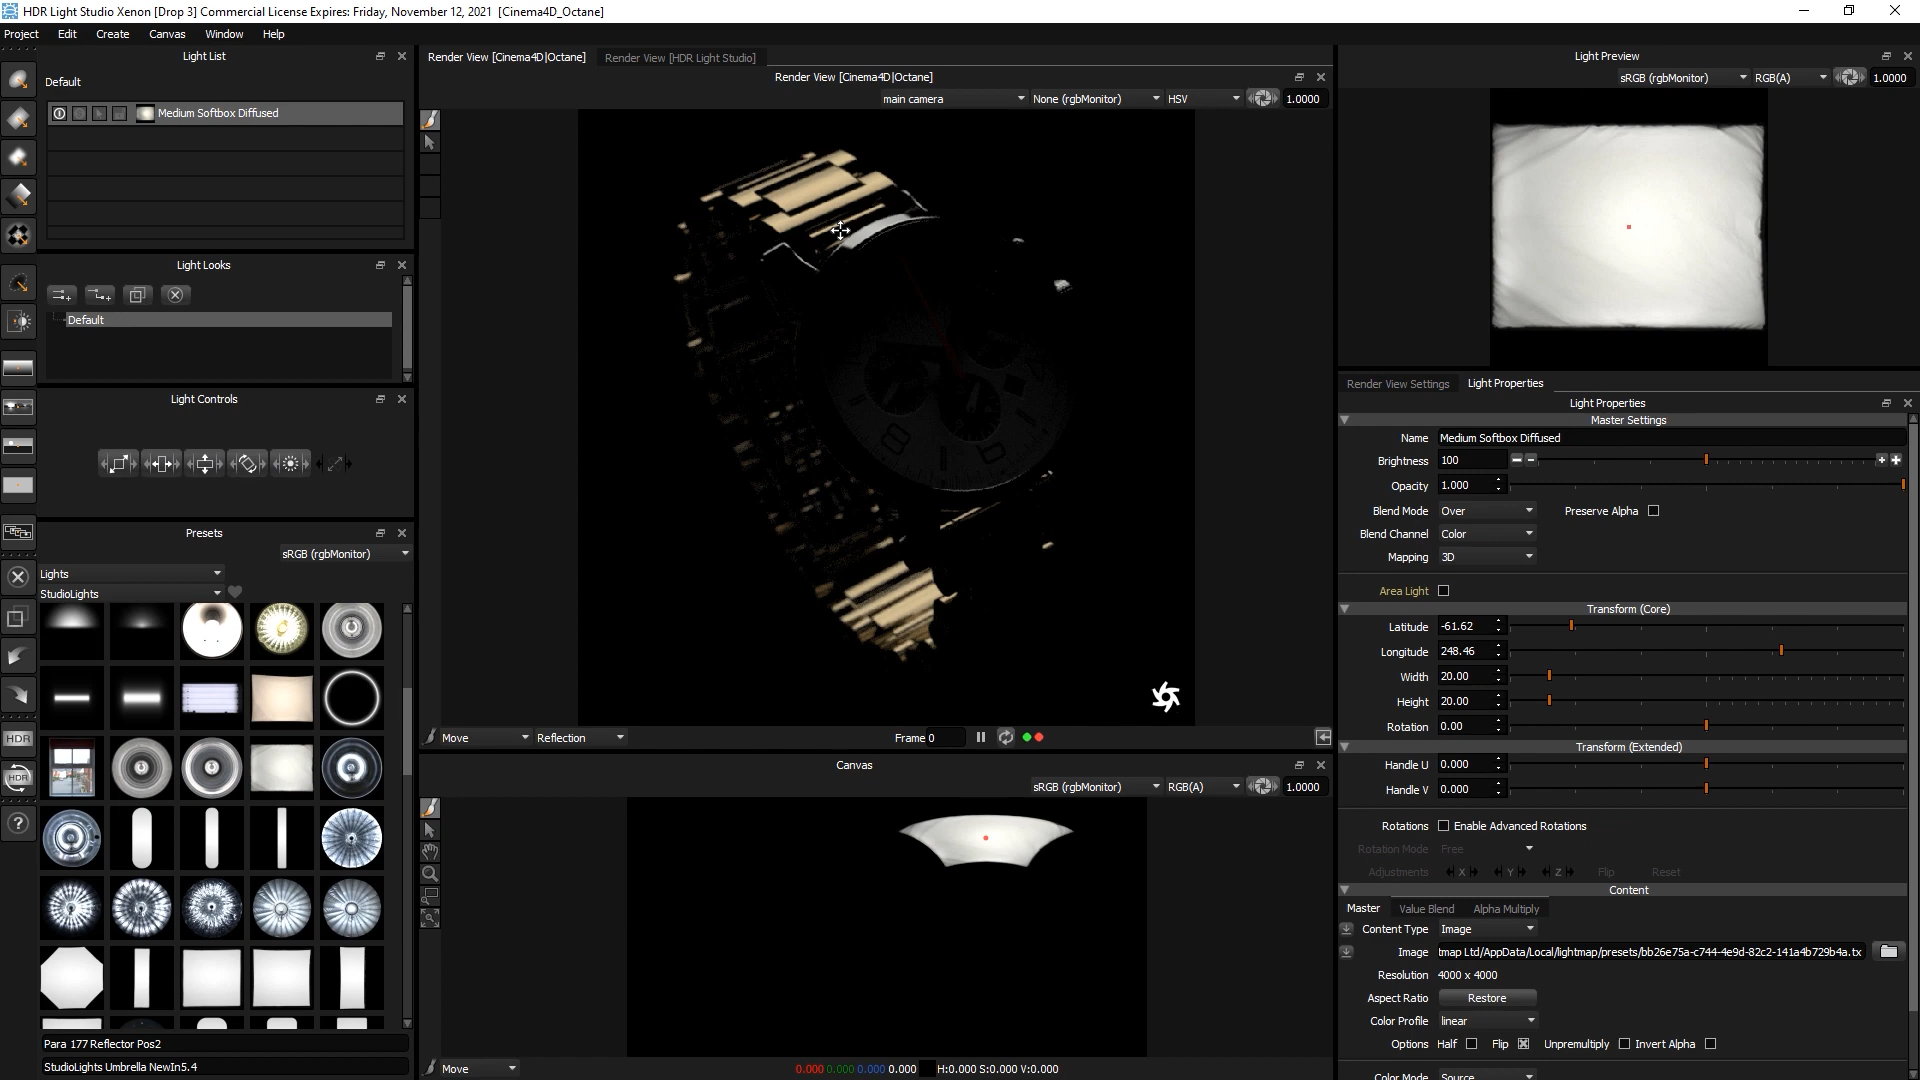 HDR Light Studio Xenon [Drop 3] Commercial License Expires: Friday, November 12, 2021 [Cinema4D_Octane]
Project Edit Create Canvas Window Help
Light List
Default
Medium Softbox Diffused
Light Looks
Default
Light Controls
Presets
sRGB (rgbMonitor)
Lights
StudioLights
HDR
HDR
Para 177 Reflector Pos2
StudioLights Umbrella NewIn5.4
Render View [Cinema4D|Octane] Render View [HDR Light Studio]
Render View [Cinema4D|Octane]
main camera None (rgbMonitor) HSV 1.0000
Move Reflection Frame 0
Canvas
sRGB (rgbMonitor) RGB(A) 1.0000
Move 0.000 0.000 0.000 0.000 H:0.000 S:0.000 V:0.000
Light Preview
sRGB (rgbMonitor) RGB(A) 1.0000
Render View Settings Light Properties
Light Properties
Master Settings
Name Medium Softbox Diffused
Brightness 100
Opacity 1.000
Blend Mode Over Preserve Alpha
Blend Channel Color
Mapping 3D
Area Light
Transform (Core)
Latitude -61.62
Longitude 248.46
Width 20.00
Height 20.00
Rotation 0.00
Transform (Extended)
Handle U 0.000
Handle V 0.000
Rotations Enable Advanced Rotations
Rotation Mode Free
Adjustments X Y Z Flip Reset
Content
Master Value Blend Alpha Multiply
Content Type Image
Image tmap Ltd/AppData/Local/lightmap/presets/bb26e75a-c744-4e9d-82c2-141a4b729b4a.tx
Resolution 4000 x 4000
Aspect Ratio Restore
Color Profile linear
Options Half Flip Unpremultiply Invert Alpha
Color Mode Source